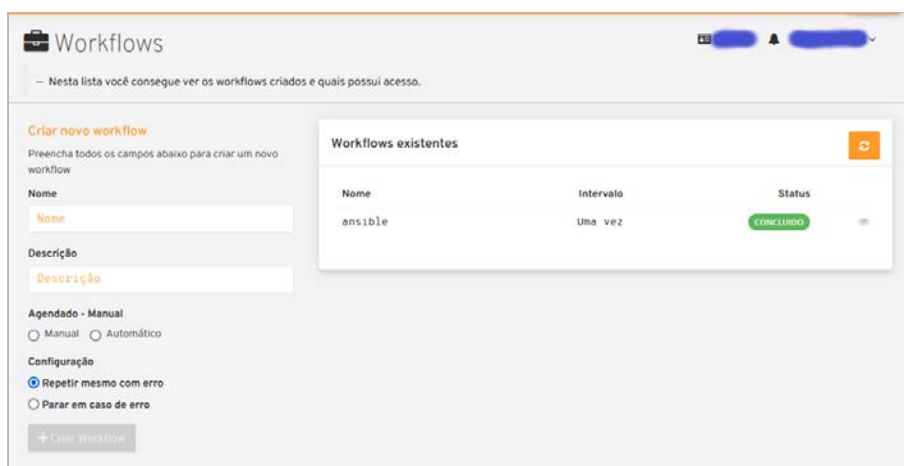 Workflows
– Nesta lista você consegue ver os workflows criados e quais possui acesso.
Criar novo workflow
Preencha todos os campos abaixo para criar um novo
workflow
Nome
Nome
Descrição
Descrição
Agendado - Manual
Manual Automático
Configuração
Repetir mesmo com erro
Parar em caso de erro
+ Criar Workflow
Workflows existentes
Nome Intervalo Status
ansible Uma vez CONCLUIDO